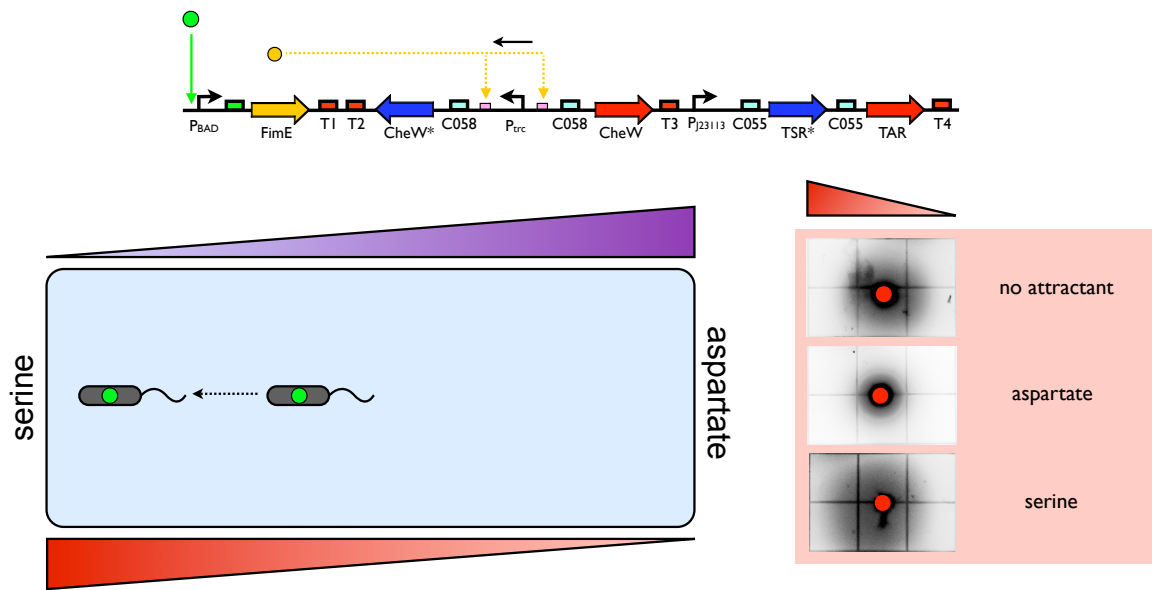 P_BAD
FimE
T1
T2
CheW*
C058
P_trc
C058
CheW
T3
P_J23113
C055
TSR*
C055
TAR
T4
serine
aspartate
no attractant
aspartate
serine